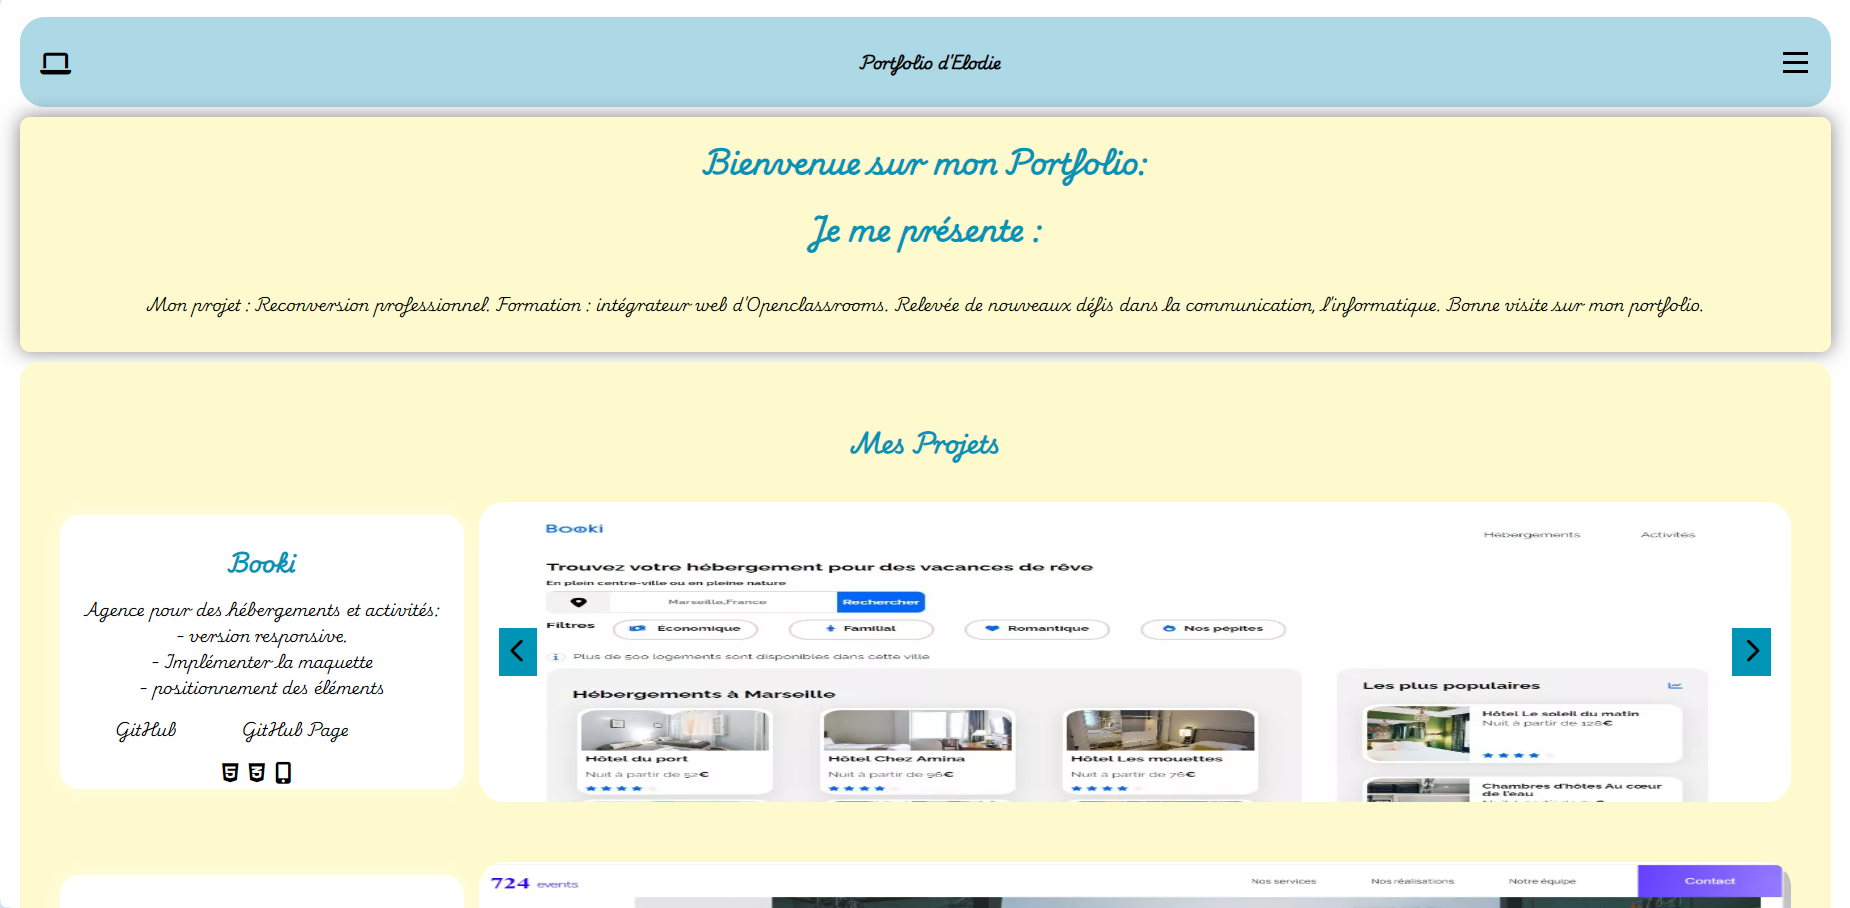 Portfolio d'Elodie
Bienvenue sur mon Portfolio:
Je me présente :
Mon projet : Reconversion professionnel. Formation : intégrateur web d'Openclassrooms. Relevée de nouveaux défis dans la communication, l'informatique. Bonne visite sur mon portfolio.
Mes Projets
Booki
Agence pour des hébergements et activités:
- version responsive.
- Implémenter la maquette
- positionnement des éléments
GitHub GitHub Page
Booki
Hébergements Activités
Trouvez votre hébergement pour des vacances de rêve
En plein centre-ville ou en pleine nature
Marseille,France Rechercher
Filtres Économique Familial Romantique Nos pépites
Plus de 500 logements sont disponibles dans cette ville
Hébergements à Marseille
Hôtel du port
Nuit à partir de 52€
Hôtel Chez Amina
Nuit à partir de 96€
Hôtel Les mouettes
Nuit à partir de 76€
Les plus populaires
Hôtel Le soleil du matin
Nuit à partir de 128€
Chambres d'hôtes Au cœur
de l'eau
724 events
Nos services Nos réalisations Notre équipe Contact